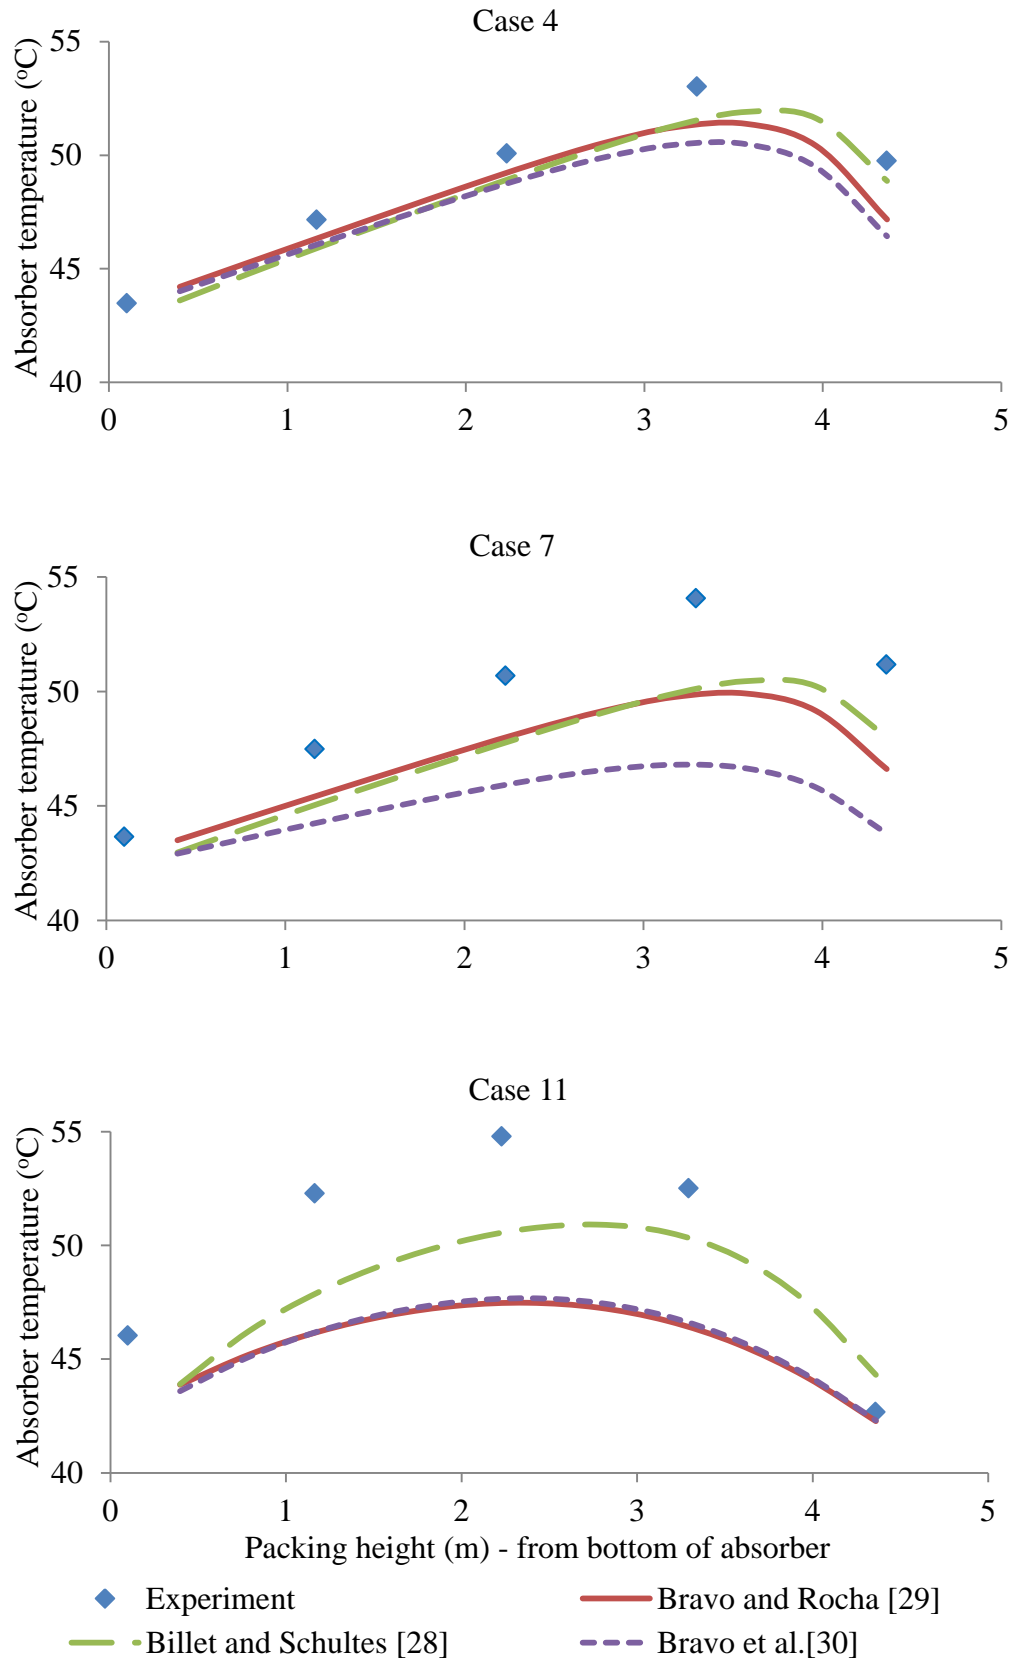 Case 4
Absorber temperature (°C)
55
50
45
40
0 1 2 3 4 5
Case 7
Absorber temperature (°C)
55
50
45
40
0 1 2 3 4 5
Case 11
Absorber temperature (°C)
55
50
45
40
0 1 2 3 4 5
Packing height (m) - from bottom of absorber
Experiment
Bravo and Rocha [29]
Billet and Schultes [28]
Bravo et al.[30]